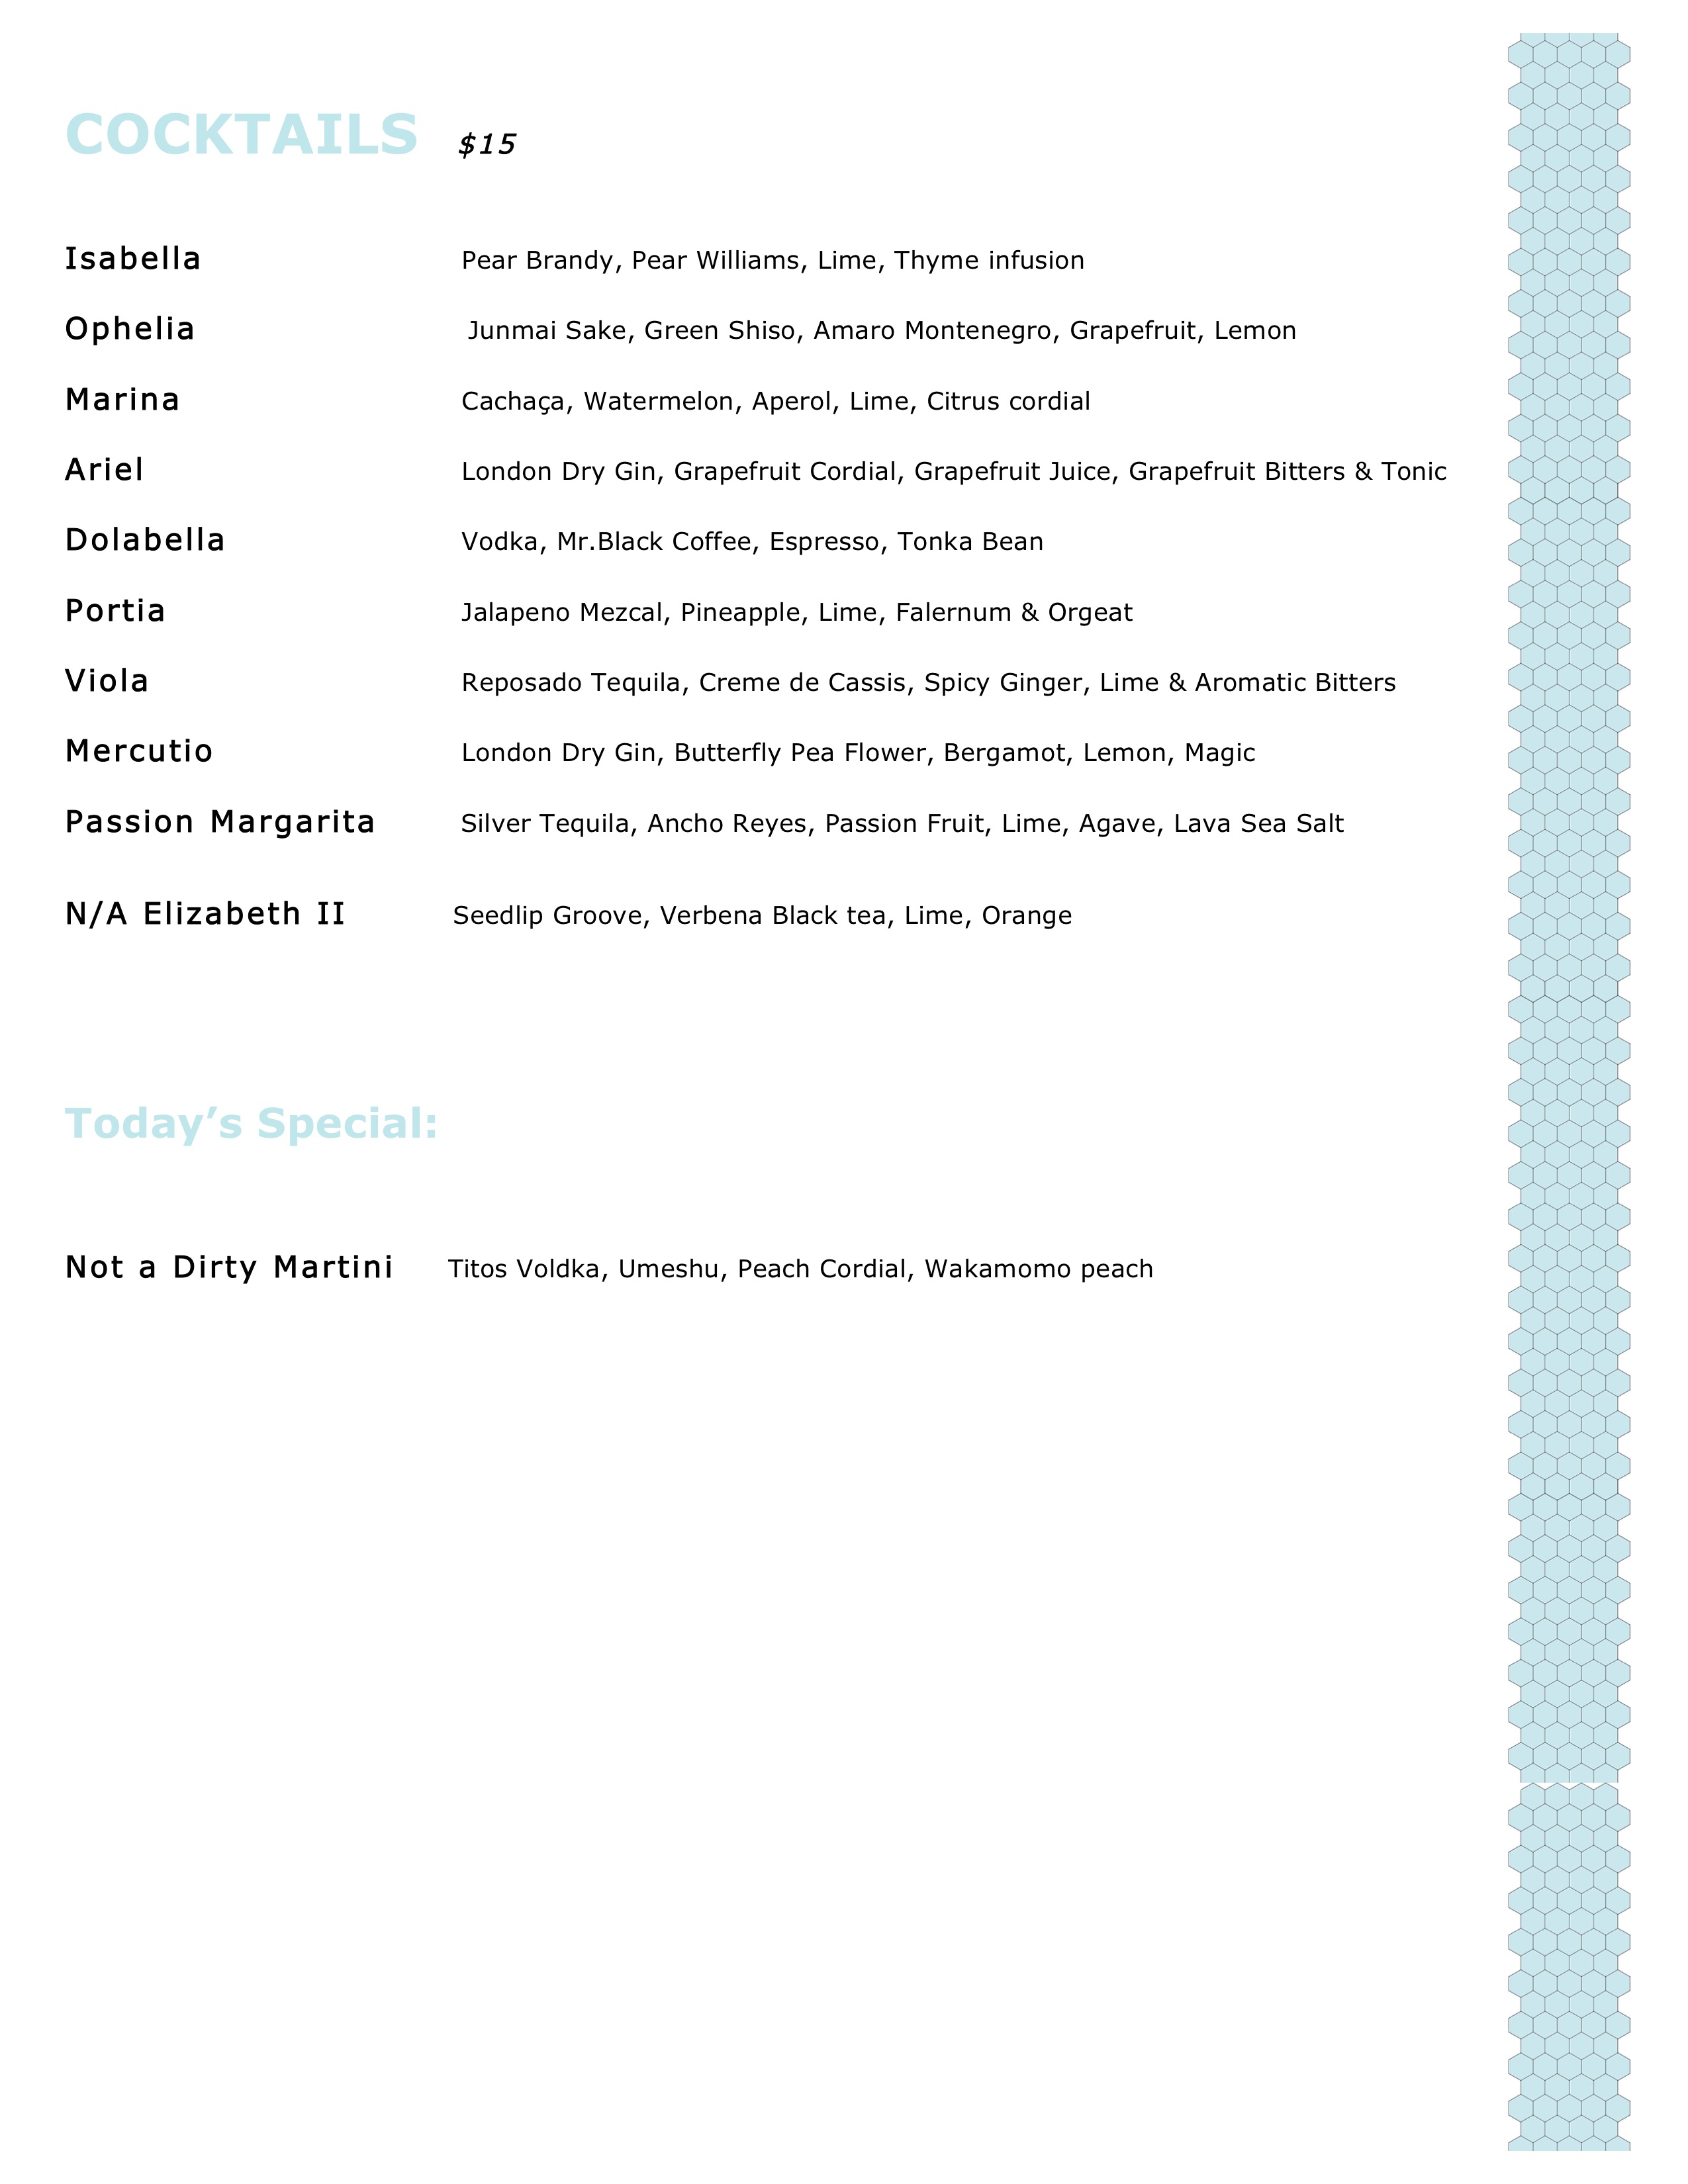 COCKTAILS $15
Isabella Pear Brandy, Pear Williams, Lime, Thyme infusion
Ophelia Junmai Sake, Green Shiso, Amaro Montenegro, Grapefruit, Lemon
Marina Cachaça, Watermelon, Aperol, Lime, Citrus cordial
Ariel London Dry Gin, Grapefruit Cordial, Grapefruit Juice, Grapefruit Bitters & Tonic
Dolabella Vodka, Mr.Black Coffee, Espresso, Tonka Bean
Portia Jalapeno Mezcal, Pineapple, Lime, Falernum & Orgeat
Viola Reposado Tequila, Creme de Cassis, Spicy Ginger, Lime & Aromatic Bitters
Mercutio London Dry Gin, Butterfly Pea Flower, Bergamot, Lemon, Magic
Passion Margarita Silver Tequila, Ancho Reyes, Passion Fruit, Lime, Agave, Lava Sea Salt
N/A Elizabeth II Seedlip Groove, Verbena Black tea, Lime, Orange
Today’s Special:
Not a Dirty Martini Titos Voldka, Umeshu, Peach Cordial, Wakamomo peach